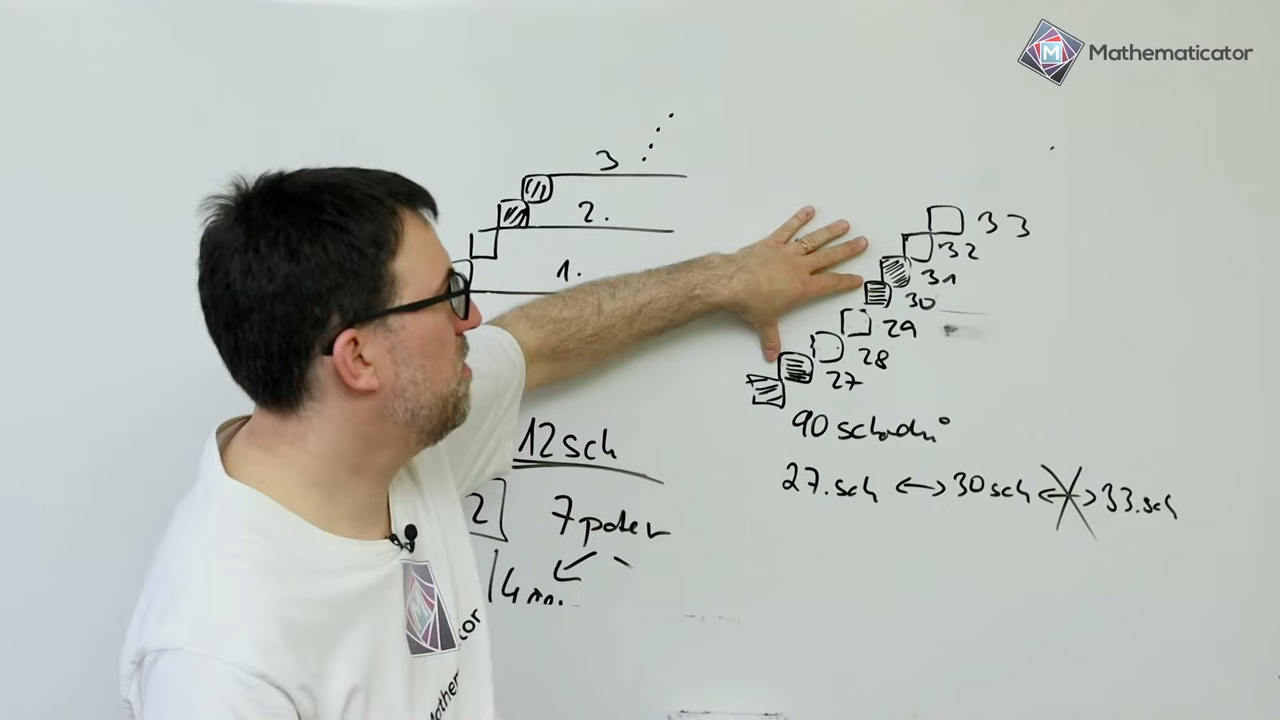 Mathematicator
3
2.
1.
33
32
31
30
29
28
27
90 schodů
27.sch ↔ 30 sch ↔ 33.sch
12 sch
2
7 pater
4 m.
M